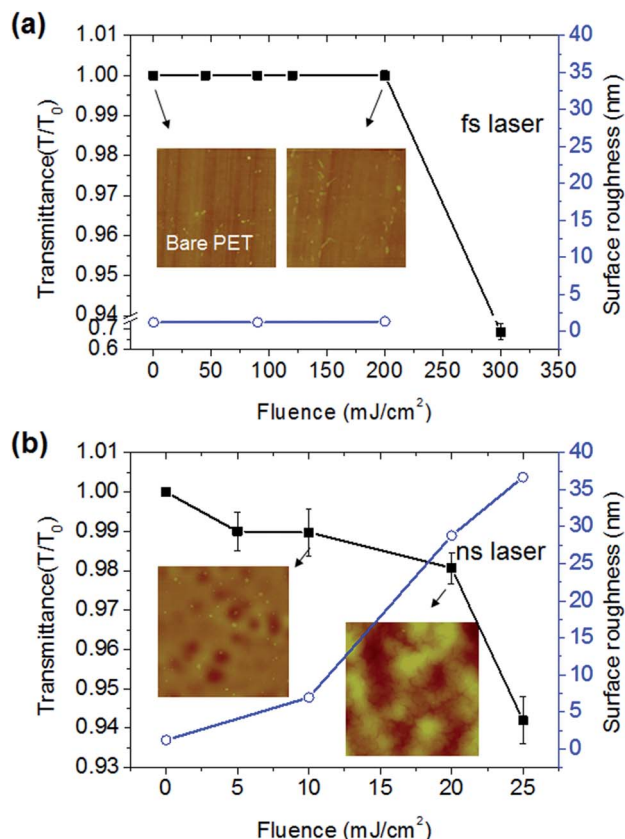 (a)
1.01
1.00
0.99
0.98
0.97
0.96
0.95
0.94
0.7
0.6
Transmittance(T/T₀)
fs laser
Bare PET
40
35
30
25
20
15
10
5
0
Surface roughness (nm)
0 50 100 150 200 250 300 350
Fluence (mJ/cm²)
(b)
1.01
1.00
0.99
0.98
0.97
0.96
0.95
0.94
0.93
Transmittance(T/T₀)
ns laser
40
35
30
25
20
15
10
5
0
Surface roughness (nm)
0 5 10 15 20 25
Fluence (mJ/cm²)